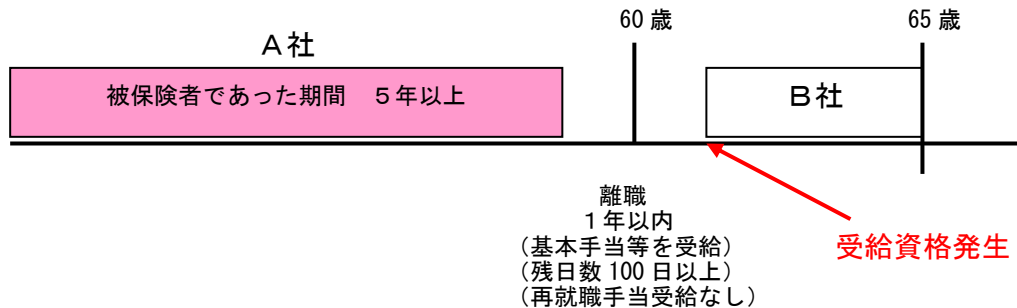 60 歳
65 歳
A社
被保険者であった期間　5年以上
B社
離職
1年以内
(基本手当等を受給)
(残日数 100 日以上)
(再就職手当受給なし)
受給資格発生